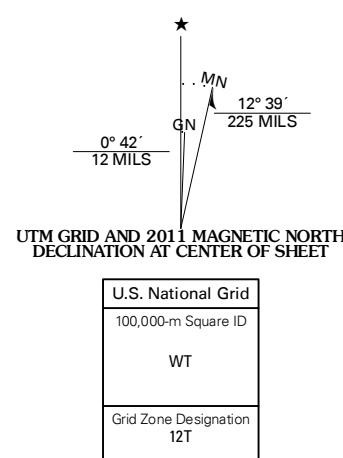 ★
MN
GN
12° 39´
225 MILS
0° 42´
12 MILS
UTM GRID AND 2011 MAGNETIC NORTH
DECLINATION AT CENTER OF SHEET
U.S. National Grid
100,000-m Square ID
WT
Grid Zone Designation
12T